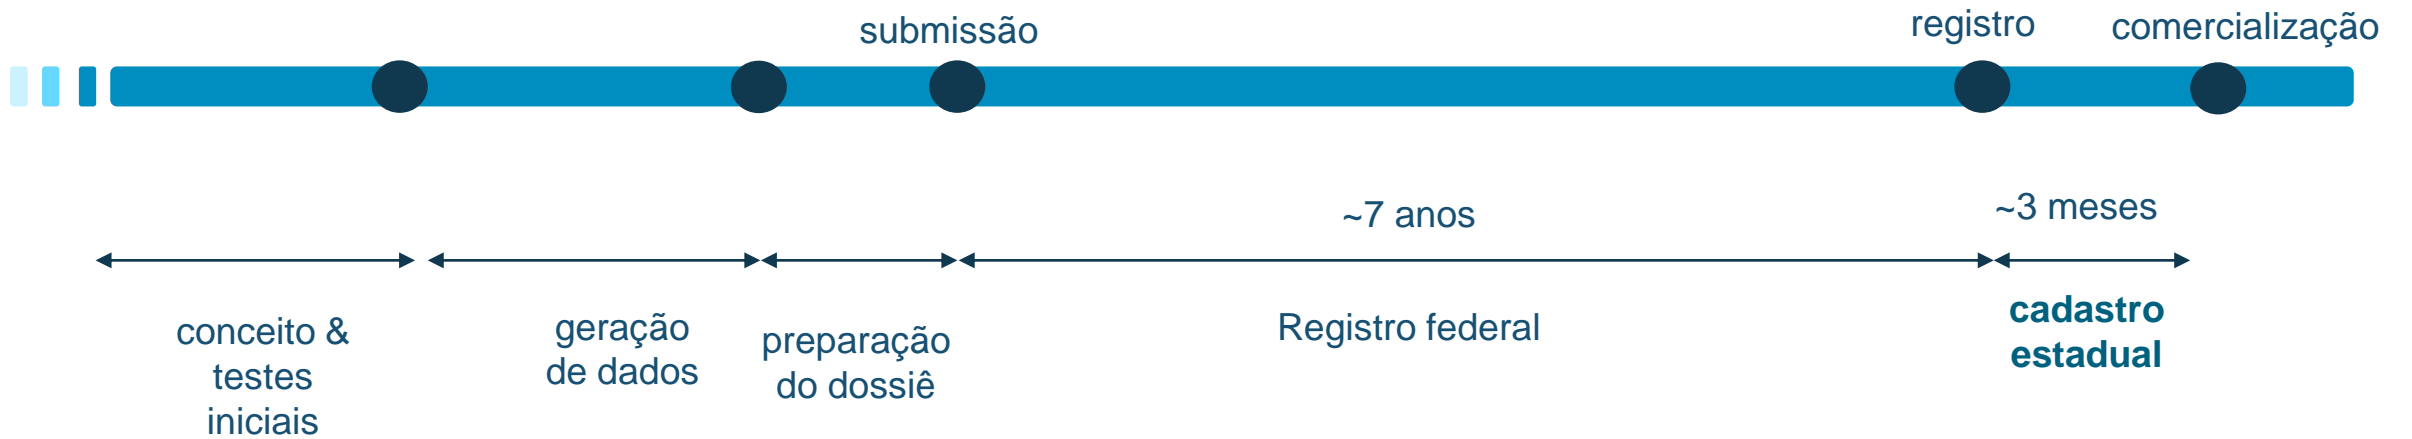 submissão
registro
comercialização
~7 anos
~3 meses
conceito &
testes
iniciais
geração
de dados
preparação
do dossiê
Registro federal
cadastro
estadual